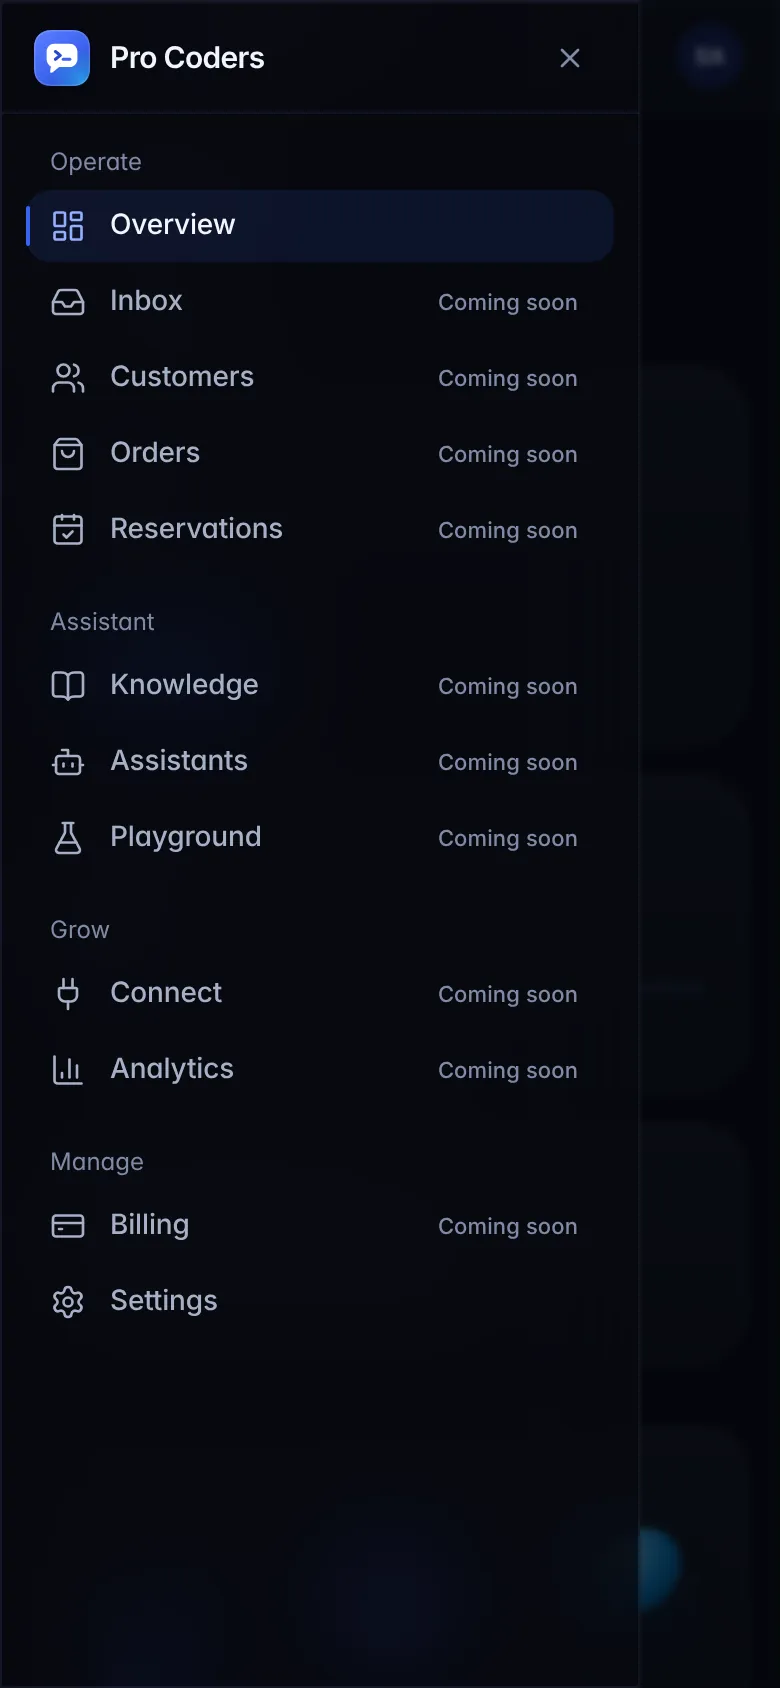 Pro Coders
Operate
Overview
Inbox Coming soon
Customers Coming soon
Orders Coming soon
Reservations Coming soon
Assistant
Knowledge Coming soon
Assistants Coming soon
Playground Coming soon
Grow
Connect Coming soon
Analytics Coming soon
Manage
Billing Coming soon
Settings